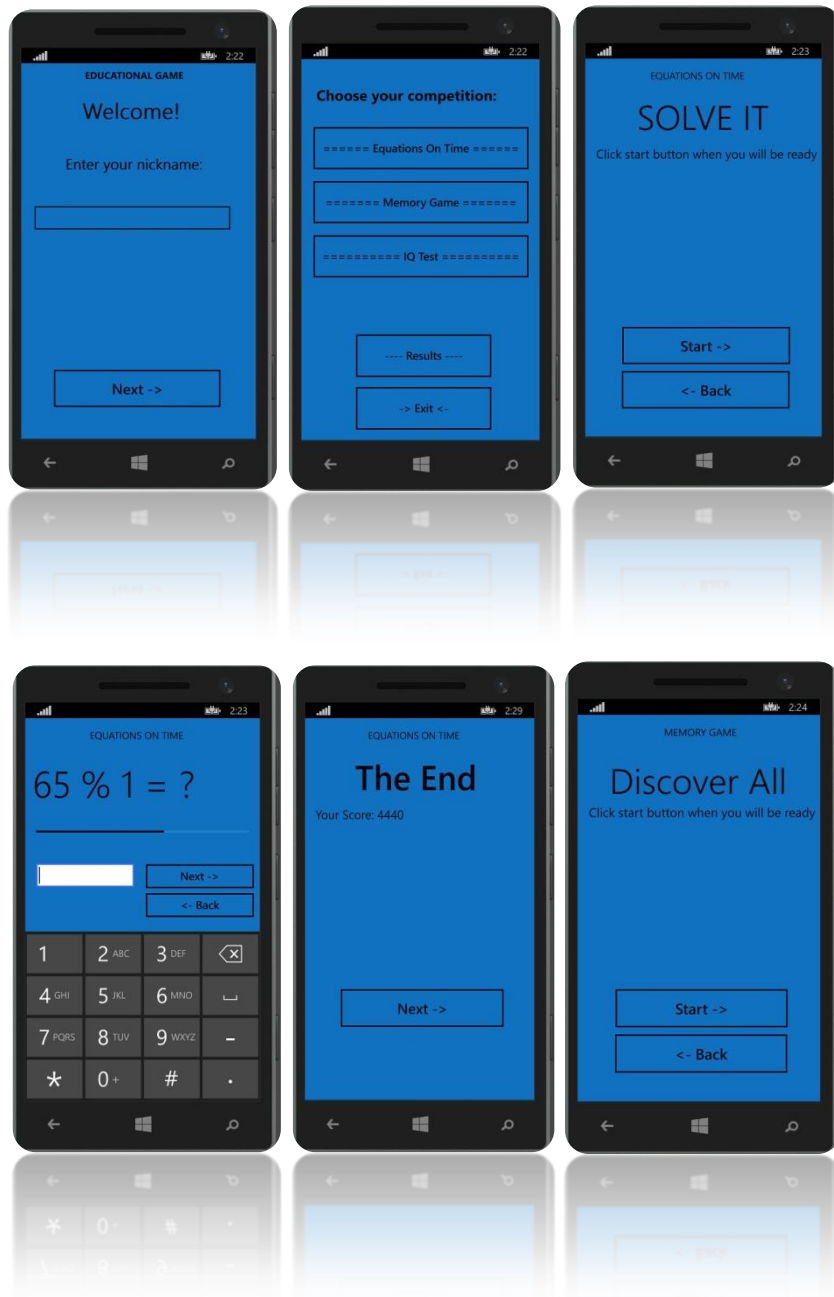 2:22
EDUCATIONAL GAME
Welcome!
Enter your nickname:
Next ->
2:22
Choose your competition:
====== Equations On Time ======
======= Memory Game =======
========== IQ Test ==========
---- Results ----
-> Exit <-
2:23
EQUATIONS ON TIME
SOLVE IT
Click start button when you will be ready
Start ->
<- Back
2:23
EQUATIONS ON TIME
65 % 1 = ?
Next ->
<- Back
1 2 ABC 3 DEF
4 GHI 5 JKL 6 MNO
7 PQRS 8 TUV 9 WXYZ -
* 0 + # .
2:29
EQUATIONS ON TIME
The End
Your Score: 4440
Next ->
2:24
MEMORY GAME
Discover All
Click start button when you will be ready
Start ->
<- Back